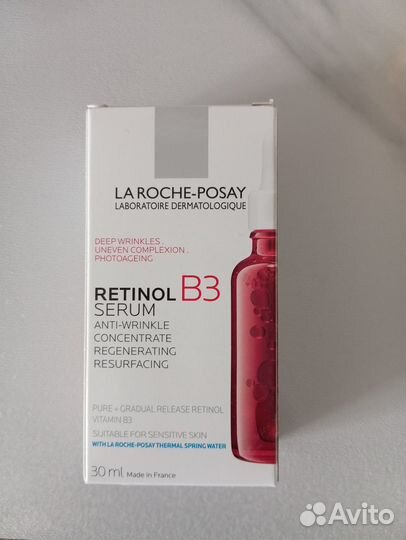 LA ROCHE-POSAY
LABORATOIRE DERMATOLOGIQUE
DEEP WRINKLES .
UNEVEN COMPLEXION .
PHOTOAGEING
RETINOL B3
SERUM
ANTI-WRINKLE
CONCENTRATE
REGENERATING
RESURFACING
PURE + GRADUAL RELEASE RETINOL
VITAMIN B3
SUITABLE FOR SENSITIVE SKIN
WITH LA ROCHE-POSAY THERMAL SPRING WATER
30 ml Made in France
Avito